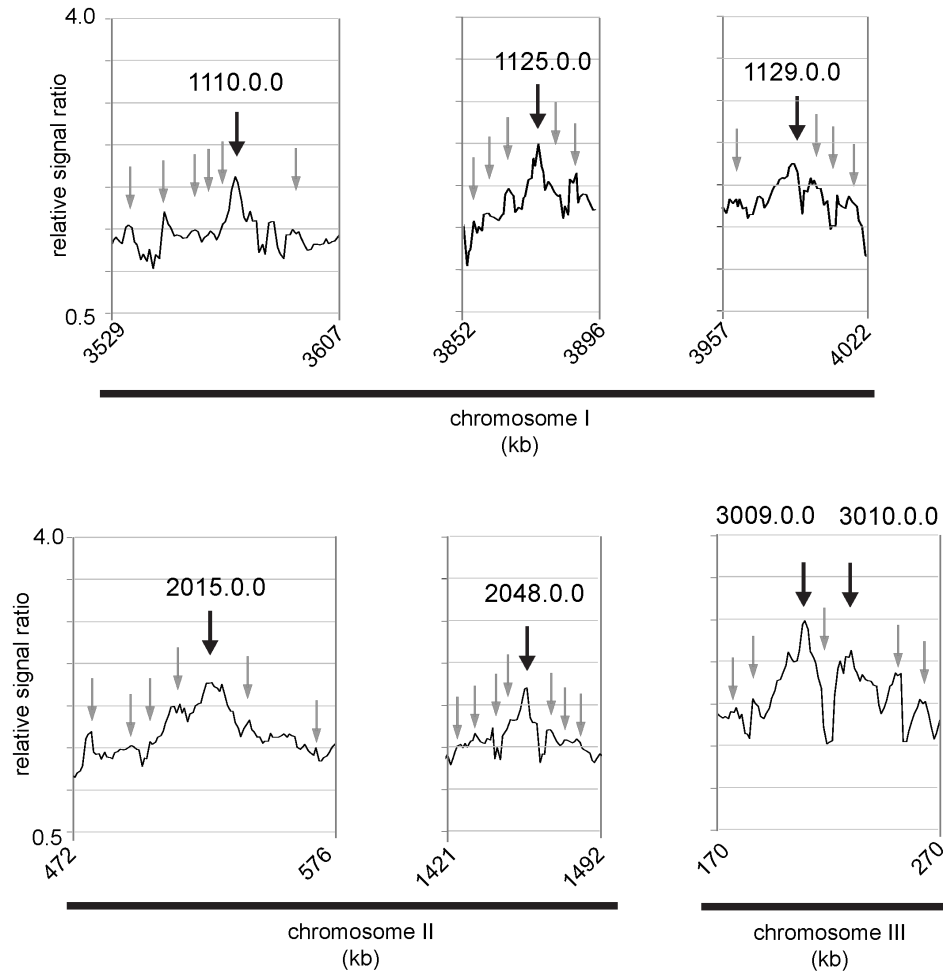 4.0
relative signal ratio
0.5
1110.0.0
3529
3607
1125.0.0
3852
3896
1129.0.0
3957
4022
chromosome I
(kb)
4.0
relative signal ratio
0.5
2015.0.0
472
576
2048.0.0
1421
1492
3009.0.0 3010.0.0
170
270
chromosome II
(kb)
chromosome III
(kb)